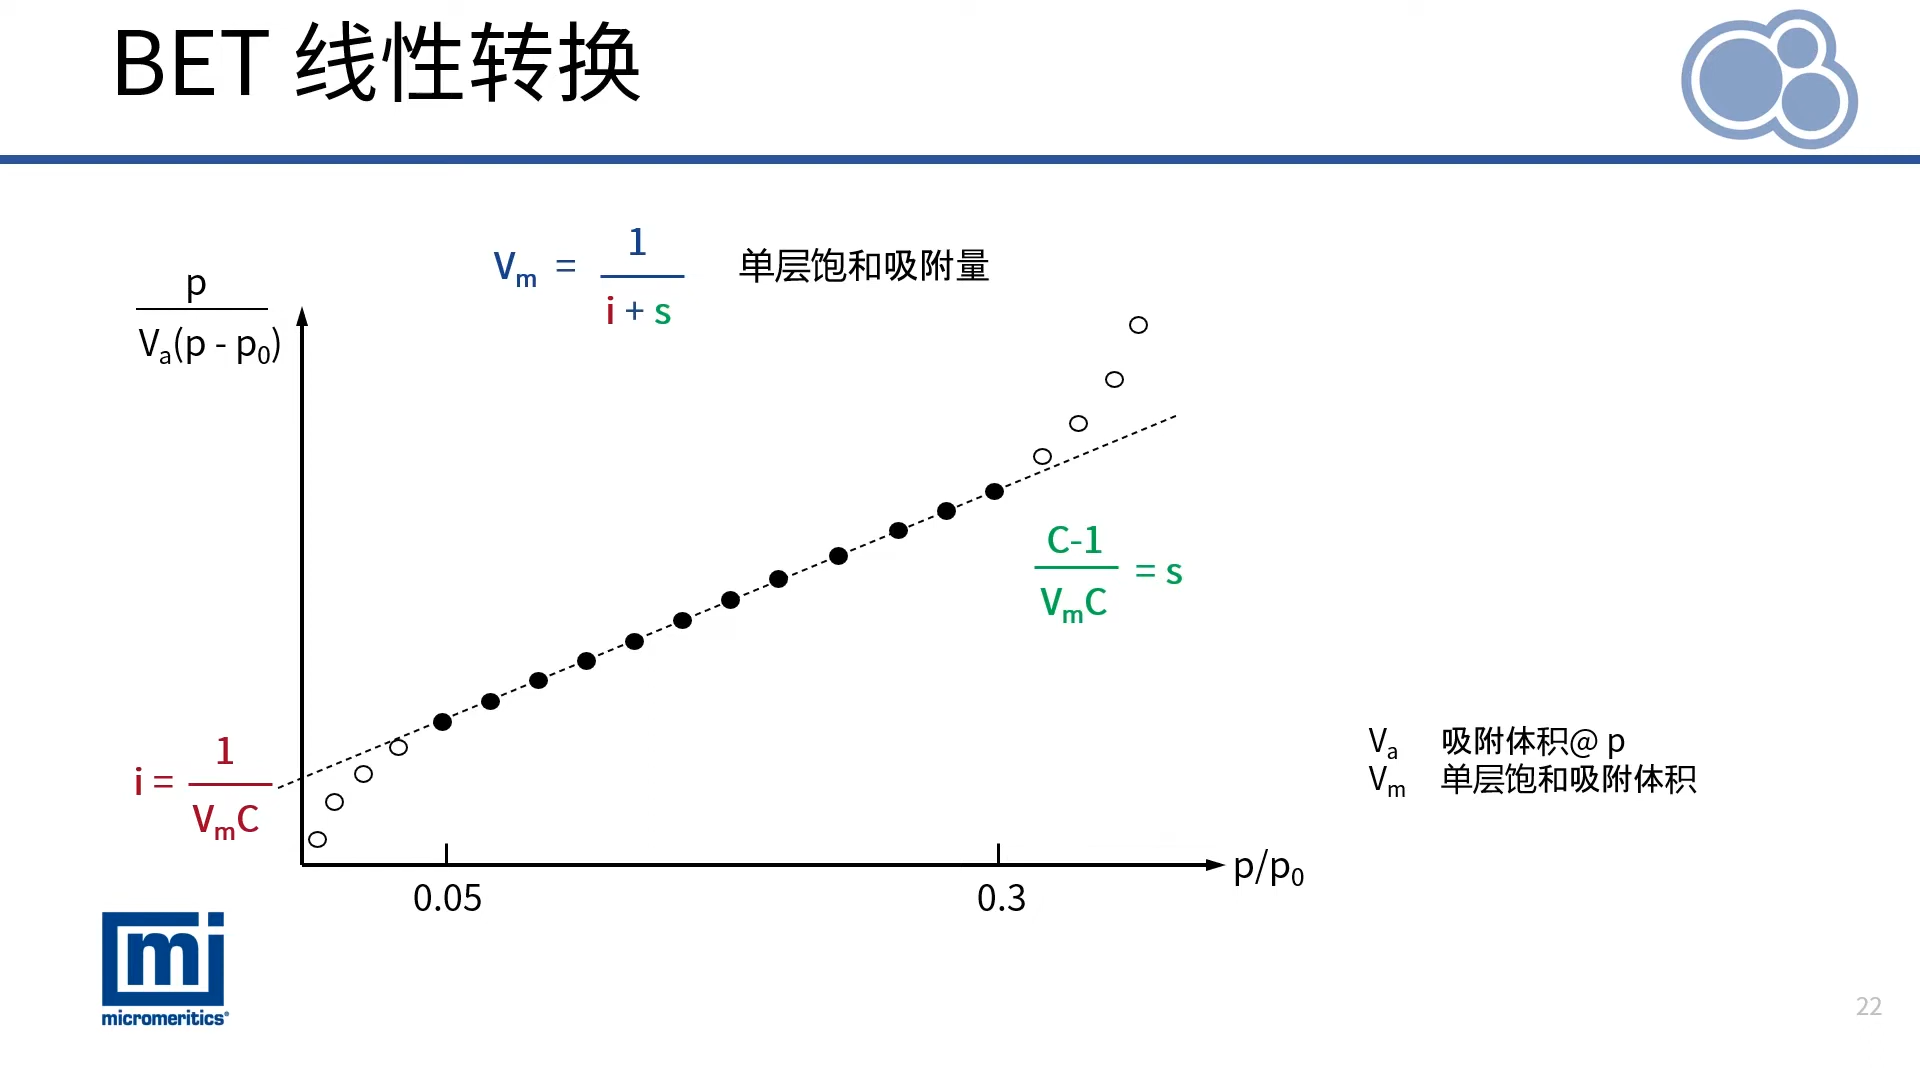 BET 线性转换
Vm = 1 / (i + s) 单层饱和吸附量
p / Va(p - p0)
C-1 / VmC = s
i = 1 / VmC
Va 吸附体积@ p
Vm 单层饱和吸附体积
p/p0
0.05 0.3
mi
micromeritics®
22